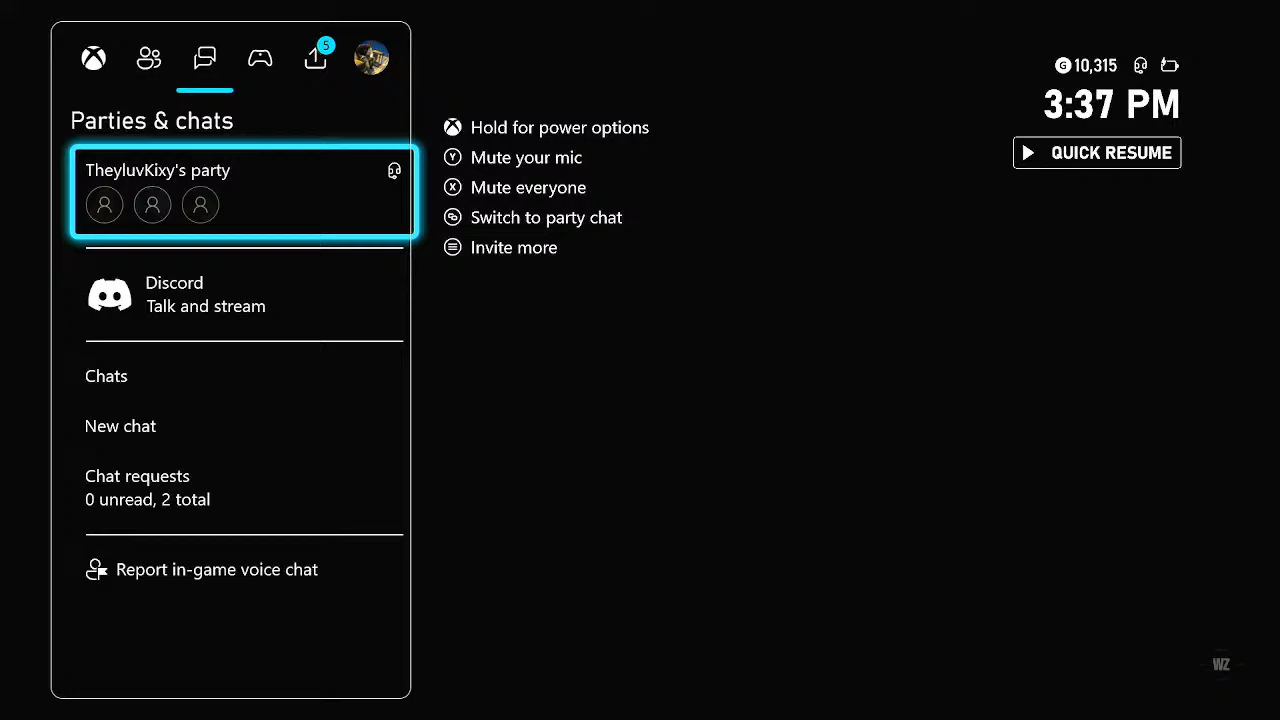 5
Parties & chats
TheyluvKixy's party
Discord
Talk and stream
Chats
New chat
Chat requests
0 unread, 2 total
Report in-game voice chat
Hold for power options
Y Mute your mic
X Mute everyone
Switch to party chat
Invite more
G 10,315
3:37 PM
QUICK RESUME
WZ